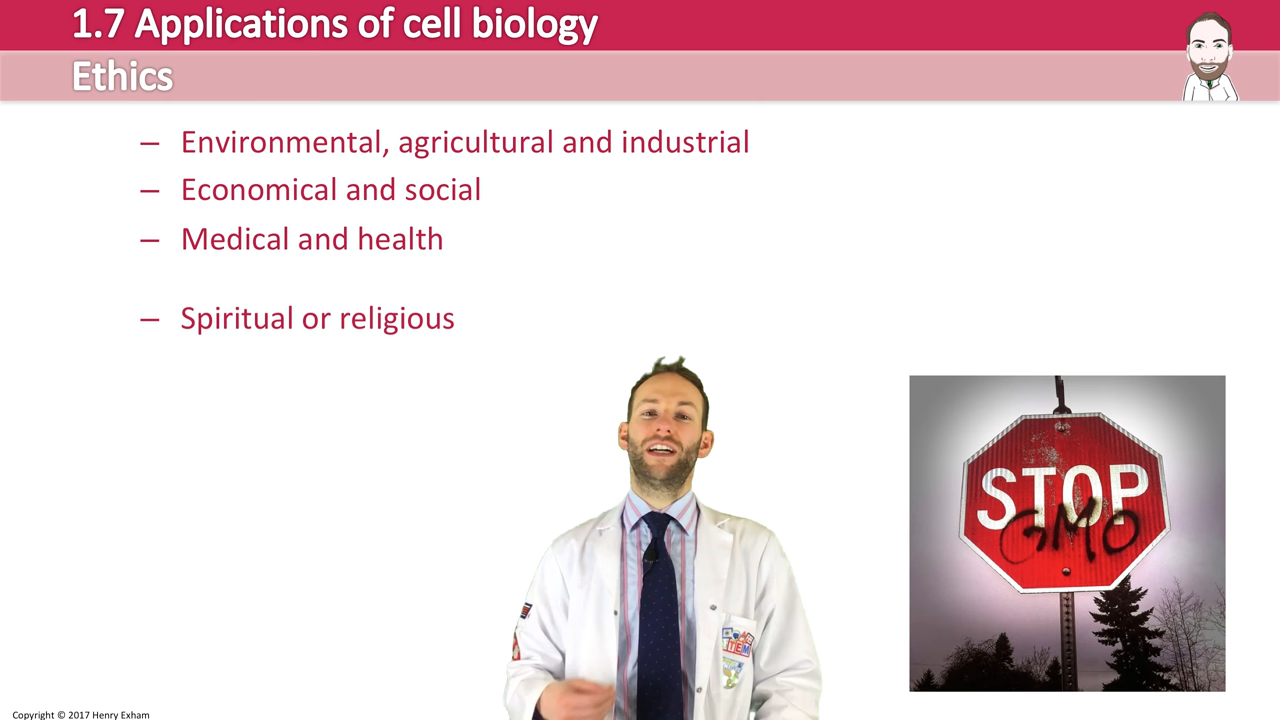 1.7 Applications of cell biology
Ethics
– Environmental, agricultural and industrial
– Economical and social
– Medical and health
– Spiritual or religious
STOP
GMO
STEM
Copyright © 2017 Henry Exham